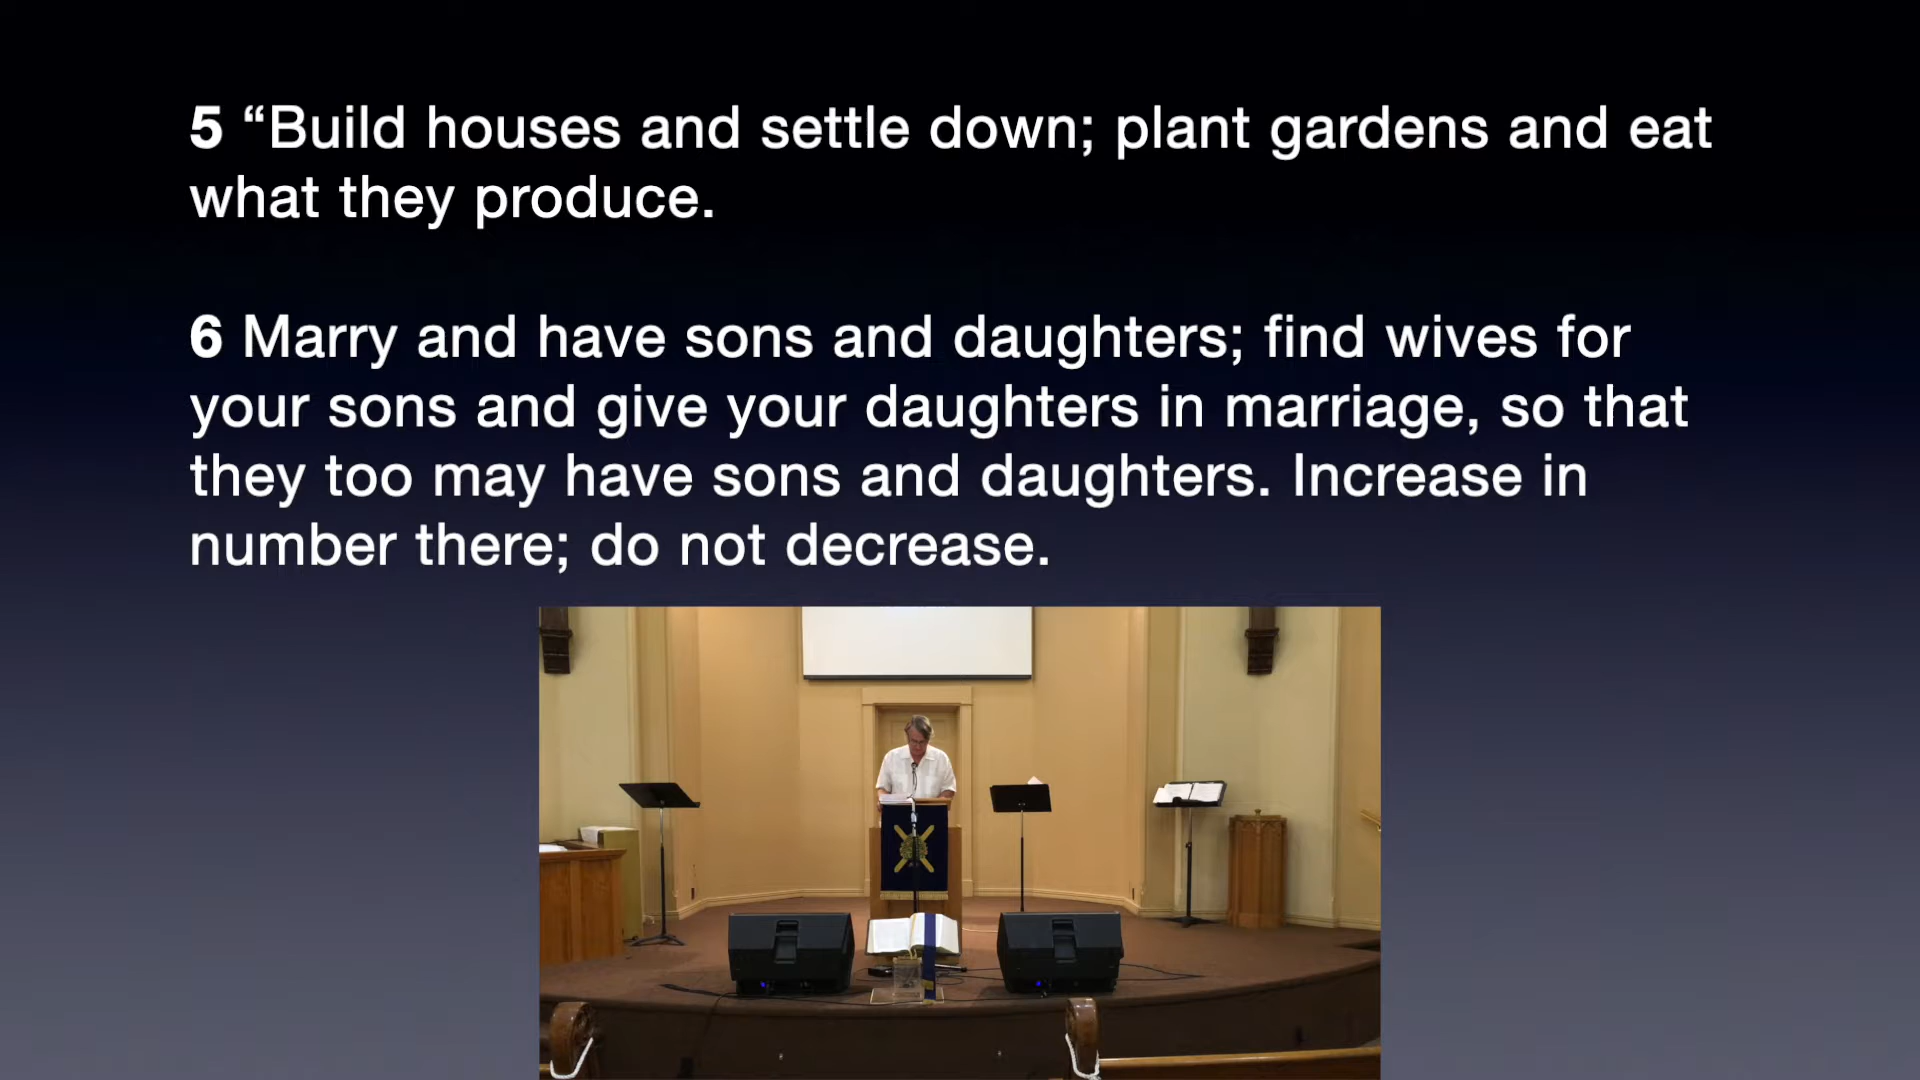 5 “Build houses and settle down; plant gardens and eat
what they produce.
6 Marry and have sons and daughters; find wives for
your sons and give your daughters in marriage, so that
they too may have sons and daughters. Increase in
number there; do not decrease.